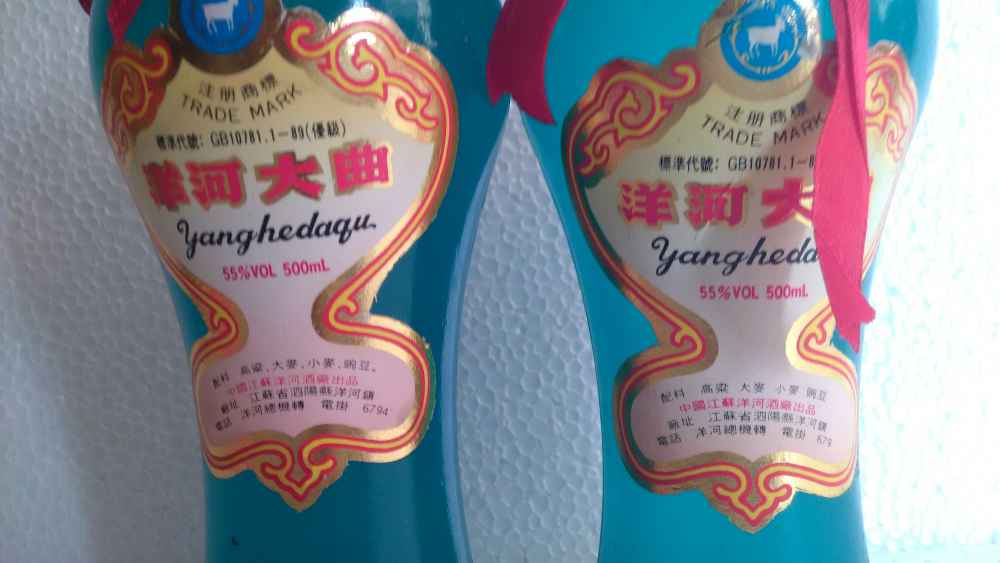 注册商標
TRADE MARK
標準代號: GB10781.1-89(優級)
洋河大曲
Yanghedaqu.
55%VOL 500mL
配料 高粱、大麥、小麥、豌豆。
中國江蘇洋河酒廠出品
廠址 江蘇省泗陽縣洋河鎮
電話 洋河總機轉 電掛 6794
注册商標
TRADE MARK
標準代號: GB10781.1-8
洋河大
Yangheda
55%VOL 500mL
配料 高粱 大麥 小麥 豌豆
中國江蘇洋河酒廠出品
廠址 江蘇省泗陽縣洋河鎮
電話 洋河總機轉 電掛 679